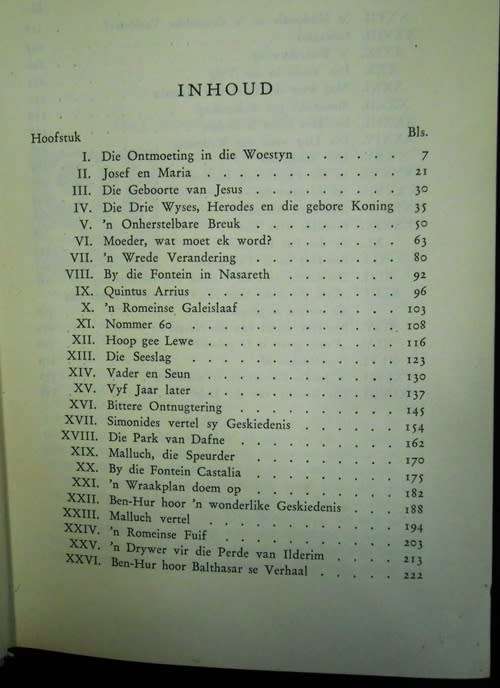 INHOUD
Hoofstuk Bls.
I. Die Ontmoeting in die Woestyn . . . . . . 7
II. Josef en Maria . . . . . . . . . . . 21
III. Die Geboorte van Jesus . . . . . . . . 30
IV. Die Drie Wyses, Herodes en die gebore Koning 35
V. 'n Onherstelbare Breuk . . . . . . . . 50
VI. Moeder, wat moet ek word? . . . . . . 63
VII. 'n Wrede Verandering . . . . . . . . 80
VIII. By die Fontein in Nasareth . . . . . . . 92
IX. Quintus Arrius . . . . . . . . . . . 96
X. 'n Romeinse Galeislaaf . . . . . . . . 103
XI. Nommer 60 . . . . . . . . . . . . 108
XII. Hoop gee Lewe . . . . . . . . . . 116
XIII. Die Seeslag . . . . . . . . . . . . 123
XIV. Vader en Seun . . . . . . . . . . . 130
XV. Vyf Jaar later . . . . . . . . . . . 137
XVI. Bittere Ontnugtering . . . . . . . . . 145
XVII. Simonides vertel sy Geskiedenis . . . . . . 154
XVIII. Die Park van Dafne . . . . . . . . . 162
XIX. Malluch, die Speurder . . . . . . . . 170
XX. By die Fontein Castalia . . . . . . . . 175
XXI. 'n Wraakplan doem op . . . . . . . . 182
XXII. Ben-Hur hoor 'n wonderlike Geskiedenis . . . 188
XXIII. Malluch vertel . . . . . . . . . . . 194
XXIV. 'n Romeinse Fuif . . . . . . . . . . 203
XXV. 'n Drywer vir die Perde van Ilderim . . . . 213
XXVI. Ben-Hur hoor Balthasar se Verhaal . . . . . 222